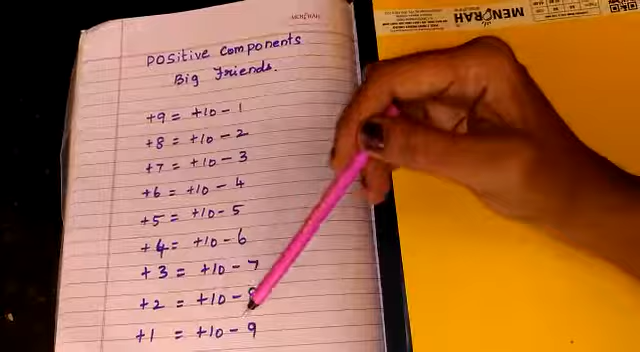 MENORAH
MENORAH
Positive Components
Big Friends.
+9 = +10 - 1
+8 = +10 - 2
+7 = +10 - 3
+6 = +10 - 4
+5 = +10 - 5
+4 = +10 - 6
+3 = +10 - 7
+2 = +10 -
+1 = +10 - 9